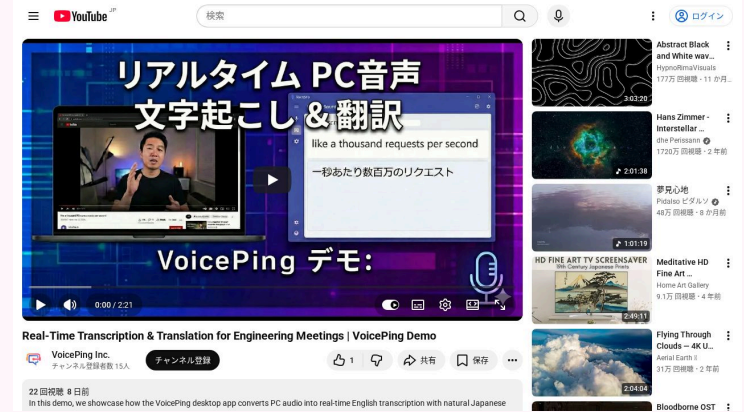 YouTube JP
検索
ログイン
リアルタイム PC音声
文字起こし & 翻訳
like a thousand requests per second
一秒あたり数百万のリクエスト
VoicePing デモ:
0:00 / 2:21
Real-Time Transcription & Translation for Engineering Meetings | VoicePing Demo
VoicePing Inc.
チャンネル登録者数 15人
チャンネル登録
1
共有
保存
22 回視聴 8 日前
In this demo, we showcase how the VoicePing desktop app converts PC audio into real-time English transcription with natural Japanese
Abstract Black
and White wav...
HypnoRimaVisuals
177万 回視聴・11 か月...
3:03:20
Hans Zimmer -
Interstellar ...
dhe Perissann
1720万 回視聴・2 年前
2:01:38
夢見心地
Pidalso ピダルソ
48万 回視聴・8 か月前
1:01:19
HD FINE ART TV SCREENSAVER
19th Century Japanese Prints
Meditative HD
Fine Art ...
Home Art Gallery
9.1万 回視聴・4 年前
2:49:11
Flying Through
Clouds — 4K U...
Aerial Earth ll
31万 回視聴・2 年前
2:04:04
Bloodborne OST